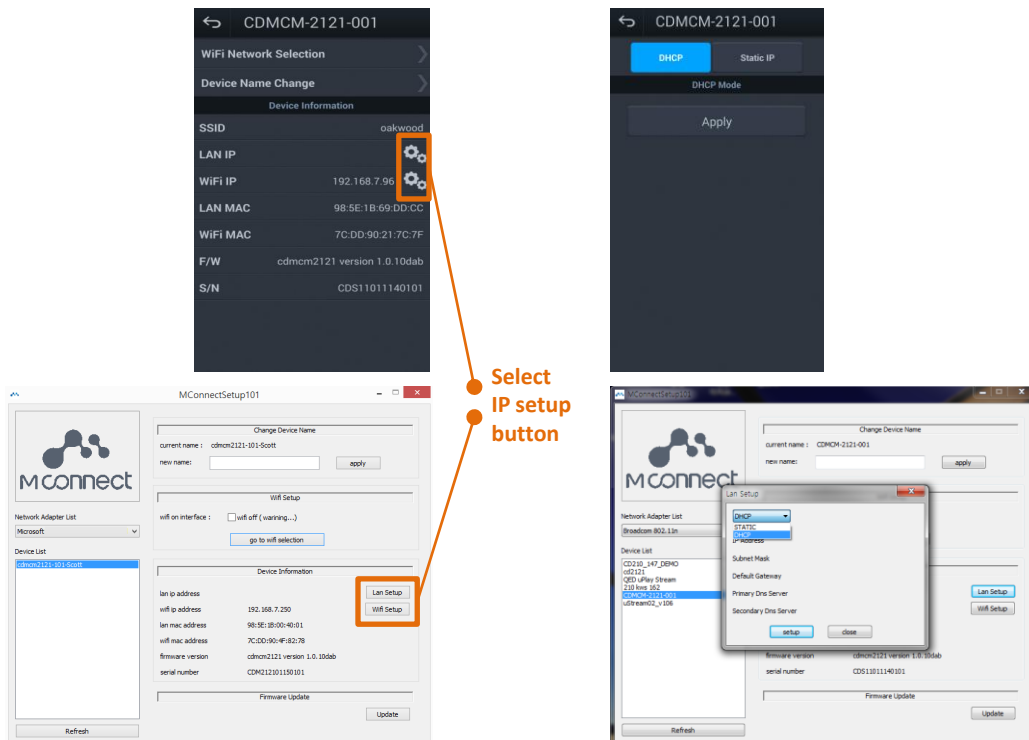 CDMCM-2121-001
WiFi Network Selection
Device Name Change
Device Information
SSID oakwood
LAN IP
WiFi IP 192.168.7.96
LAN MAC 98:5E:1B:69:DD:CC
WiFi MAC 7C:DD:90:21:7C:7F
F/W cdmcm2121 version 1.0.10dab
S/N CDS11011140101
CDMCM-2121-001
DHCP Static IP
DHCP Mode
Apply
Select
IP setup
button
MConnectSetup101
Mconnect
Network Adapter List
Microsoft
Device List
cdmcm2121-101-Scott
Refresh
Change Device Name
current name : cdmcm2121-101-Scott
new name: apply
Wifi Setup
wifi on interface : wifi off ( warining...)
go to wifi selection
Device Information
lan ip address Lan Setup
wifi ip address 192.168.7.250 Wifi Setup
lan mac address 98:5E:1B:00:40:01
wifi mac address 7C:DD:90:4F:82:78
firmware version cdmcm2121 version 1.0.10dab
serial number CDM212101150101
Firmware Update
Update
MConnectSetup101
Mconnect
Network Adapter List
Broadcom 802.11n
Device List
CD210_147_DEMO
cd2121
QED uPlay Stream
210 kws 162
CDMCM-2121-001
uStream02_v106
Refresh
Change Device Name
current name : CDMCM-2121-001
new name: apply
Lan Setup
DHCP
STATIC
DHCP
IP Address
Subnet Mask
Default Gateway
Primary Dns Server
Secondary Dns Server
setup close
Lan Setup
Wifi Setup
firmware version cdmcm2121 version 1.0.10dab
serial number CDS11011140101
Firmware Update
Update